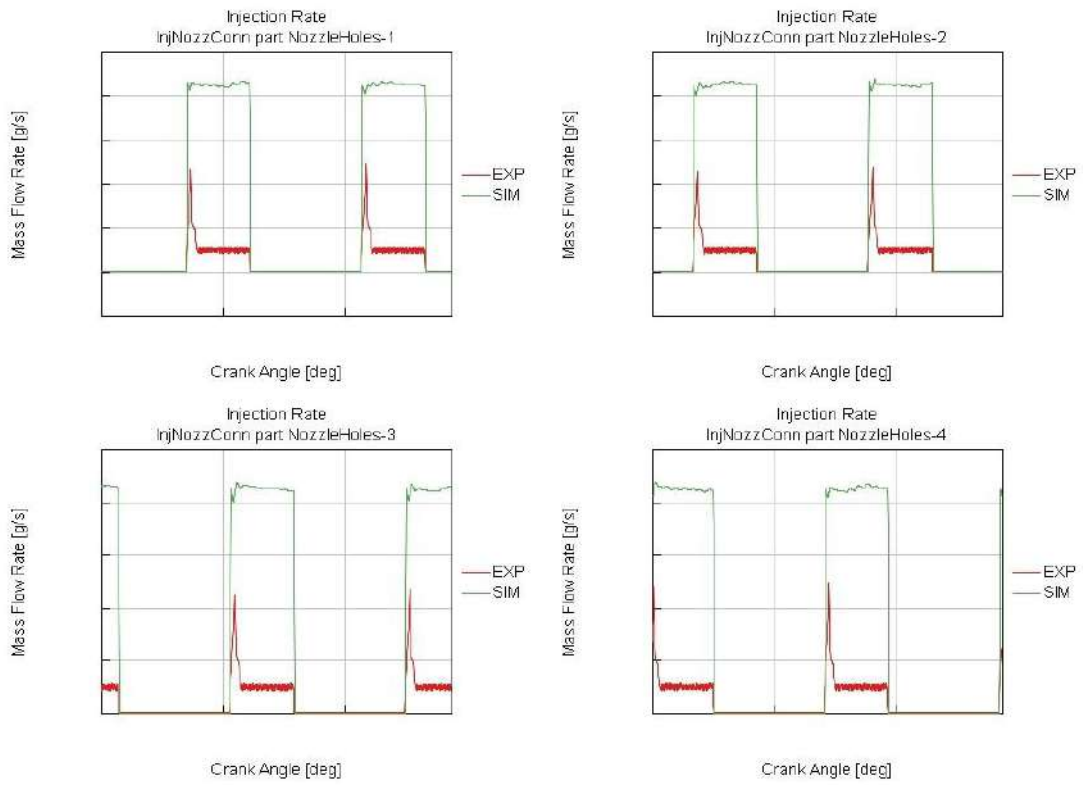 Injection Rate
InjNozzConn part NozzleHoles-1
Mass Flow Rate [g/s]
EXP
SIM
Crank Angle [deg]
Injection Rate
InjNozzConn part NozzleHoles-2
Mass Flow Rate [g/s]
EXP
SIM
Crank Angle [deg]
Injection Rate
InjNozzConn part NozzleHoles-3
Mass Flow Rate [g/s]
EXP
SIM
Crank Angle [deg]
Injection Rate
InjNozzConn part NozzleHoles-4
Mass Flow Rate [g/s]
EXP
SIM
Crank Angle [deg]